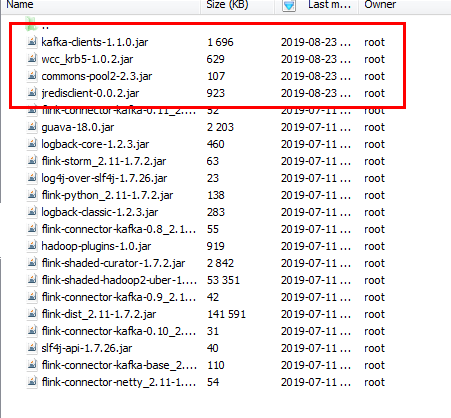 Name Size (KB) Last m... Owner
..
kafka-clients-1.1.0.jar 1 696 2019-08-23 ... root
wcc_krb5-1.0.2.jar 629 2019-08-23 ... root
commons-pool2-2.3.jar 107 2019-08-23 ... root
jredisclient-0.0.2.jar 923 2019-08-23 ... root
flink-connector-kafka-0.11_2... 52 2019-07-11 ... root
guava-18.0.jar 2 203 2019-07-11 ... root
logback-core-1.2.3.jar 460 2019-07-11 ... root
flink-storm_2.11-1.7.2.jar 63 2019-07-11 ... root
log4j-over-slf4j-1.7.26.jar 23 2019-07-11 ... root
flink-python_2.11-1.7.2.jar 138 2019-07-11 ... root
logback-classic-1.2.3.jar 283 2019-07-11 ... root
flink-connector-kafka-0.8_2.1... 55 2019-07-11 ... root
hadoop-plugins-1.0.jar 919 2019-07-11 ... root
flink-shaded-curator-1.7.2.jar 2 842 2019-07-11 ... root
flink-shaded-hadoop2-uber-1.... 53 351 2019-07-11 ... root
flink-connector-kafka-0.9_2.1... 42 2019-07-11 ... root
flink-dist_2.11-1.7.2.jar 141 591 2019-07-11 ... root
flink-connector-kafka-0.10_2.... 31 2019-07-11 ... root
slf4j-api-1.7.26.jar 40 2019-07-11 ... root
flink-connector-kafka-base_2.... 110 2019-07-11 ... root
flink-connector-netty_2.11-1.... 54 2019-07-11 ... root